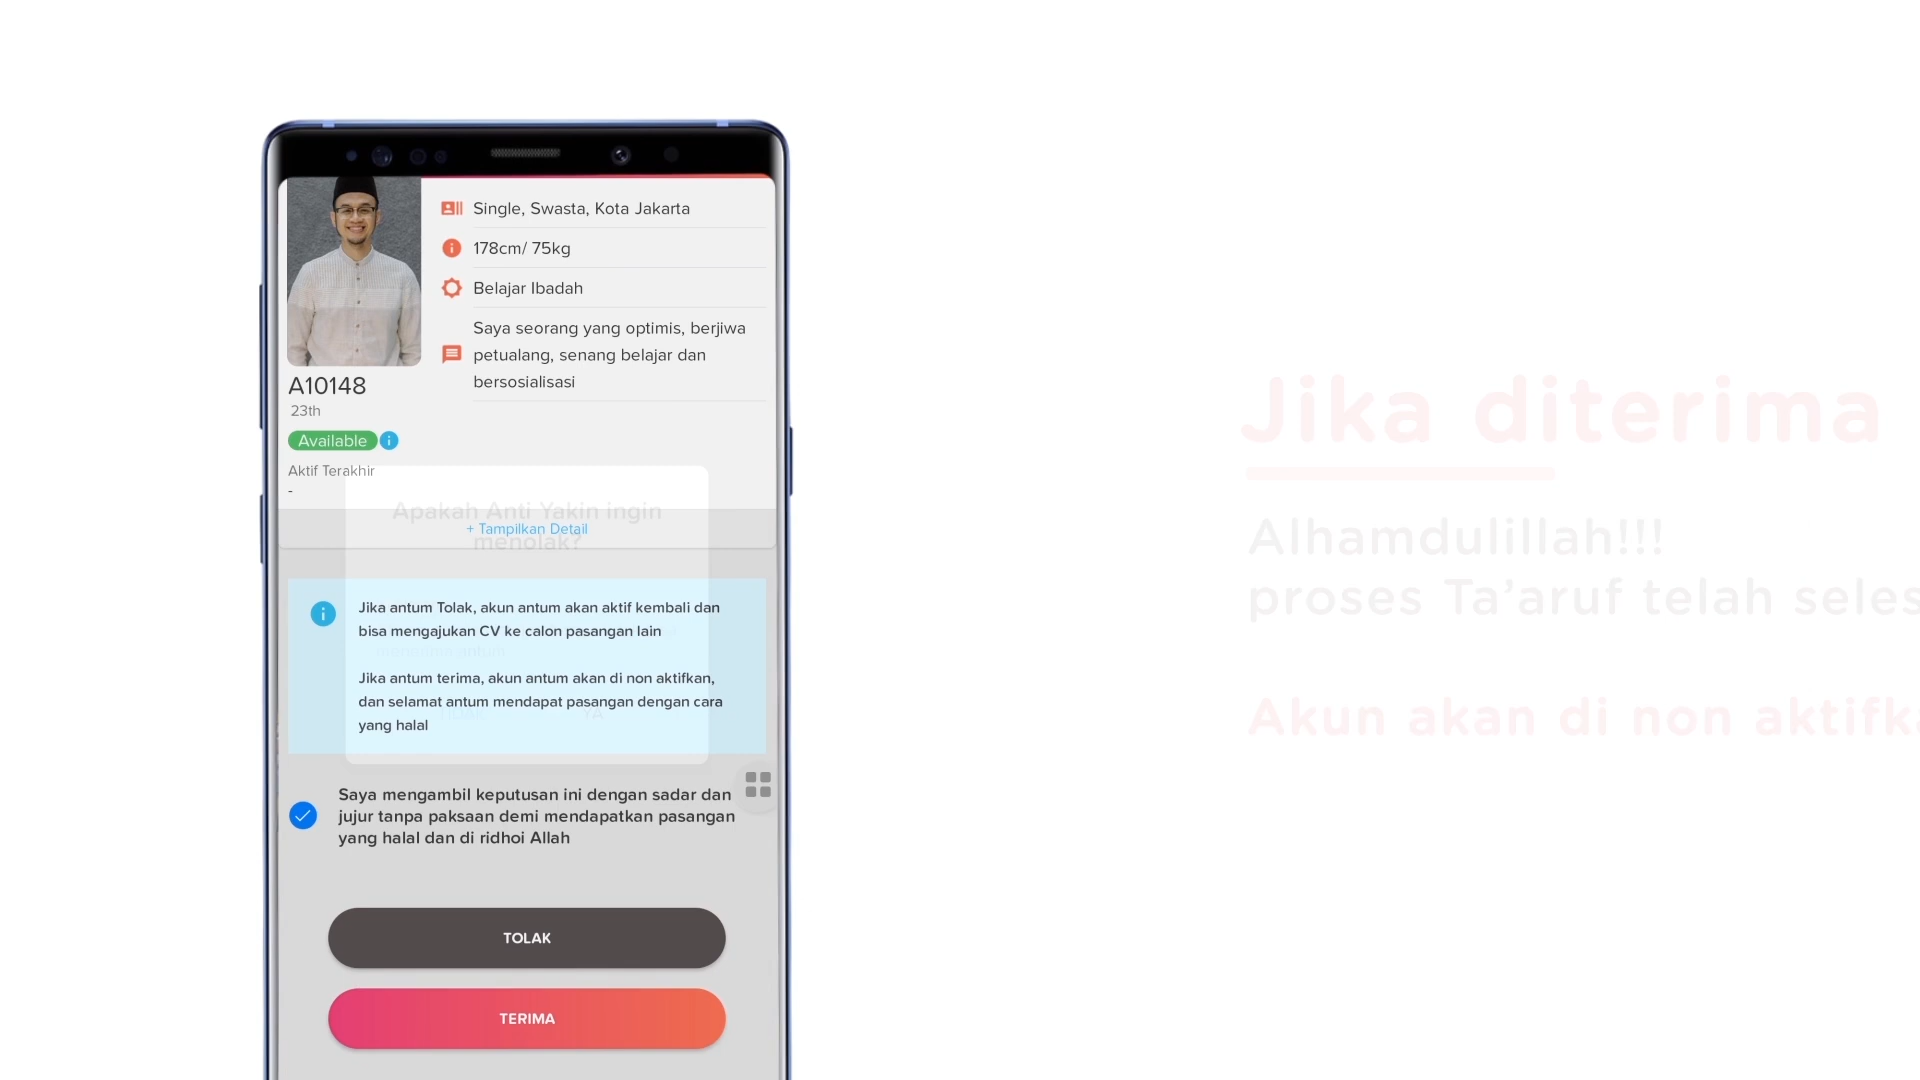 Single, Swasta, Kota Jakarta
178cm/ 75kg
Belajar Ibadah
Saya seorang yang optimis, berjiwa
petualang, senang belajar dan
bersosialisasi
A10148
23th
Available
Aktif Terakhir
-
Apakah Anti Yakin ingin
menolak?
+ Tampilkan Detail
Jika antum Tolak, akun antum akan aktif kembali dan
bisa mengajukan CV ke calon pasangan lain
Jika antum terima, akun antum akan di non aktifkan,
dan selamat antum mendapat pasangan dengan cara
yang halal
YA
Saya mengambil keputusan ini dengan sadar dan
jujur tanpa paksaan demi mendapatkan pasangan
yang halal dan di ridhoi Allah
TOLAK
TERIMA
Jika diterima
Alhamdulillah!!!
proses Ta’aruf telah seles
Akun akan di non aktifka